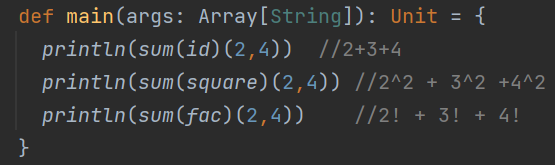 def main(args: Array[String]): Unit = {
println(sum(id)(2,4))  //2+3+4
println(sum(square)(2,4)) //2^2 + 3^2 +4^2
println(sum(fac)(2,4))    //2! + 3! + 4!
}